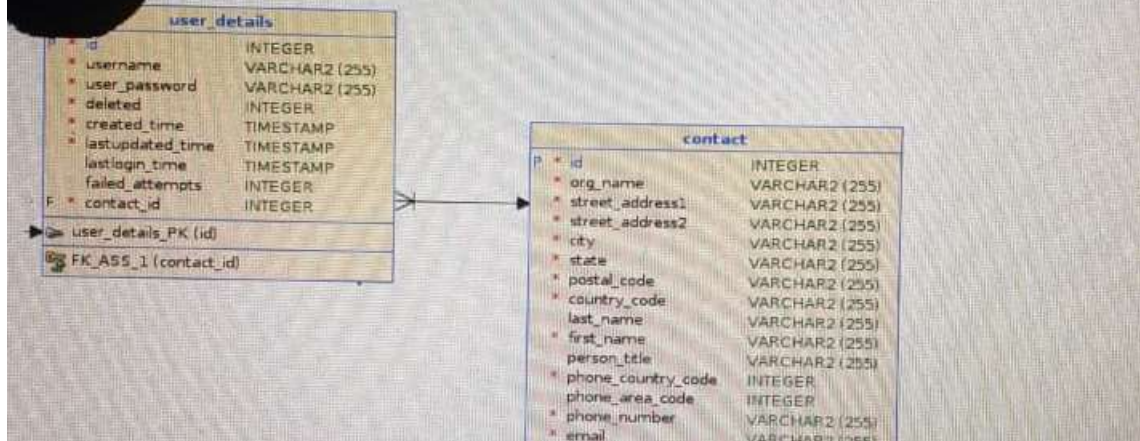 user_details
P * id INTEGER
* username VARCHAR2 (255)
* user_password VARCHAR2 (255)
* deleted INTEGER
* created_time TIMESTAMP
* lastupdated_time TIMESTAMP
lastlogin_time TIMESTAMP
failed_attempts INTEGER
F * contact_id INTEGER
user_details_PK (id)
FK_ASS_1 (contact_id)
contact
P * id INTEGER
* org_name VARCHAR2 (255)
* street_address1 VARCHAR2 (255)
* street_address2 VARCHAR2 (255)
* city VARCHAR2 (255)
* state VARCHAR2 (255)
* postal_code VARCHAR2 (255)
* country_code VARCHAR2 (255)
last_name VARCHAR2 (255)
* first_name VARCHAR2 (255)
person_title VARCHAR2 (255)
* phone_country_code INTEGER
phone_area_code INTEGER
* phone_number VARCHAR2 (255)
* email VARCHAR2 (255)